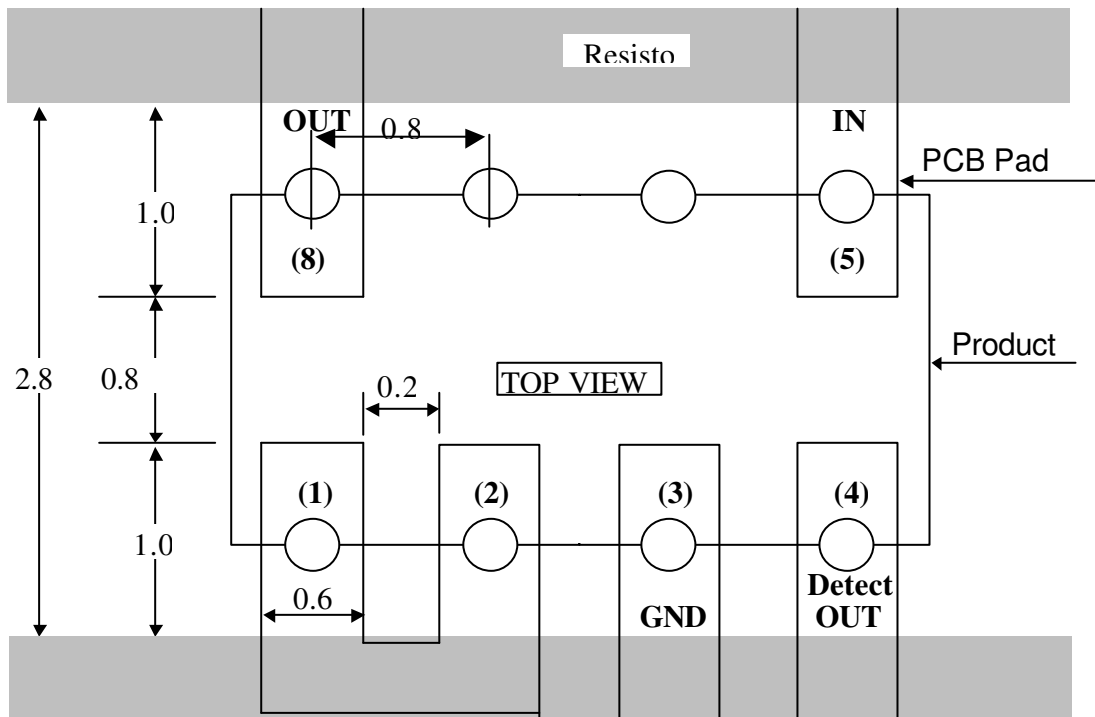 Resisto
OUT
0.8
IN
PCB Pad
1.0
(8)
(5)
2.8
0.8
0.2
TOP VIEW
Product
(1)
(2)
(3)
(4)
1.0
0.6
GND
Detect
OUT